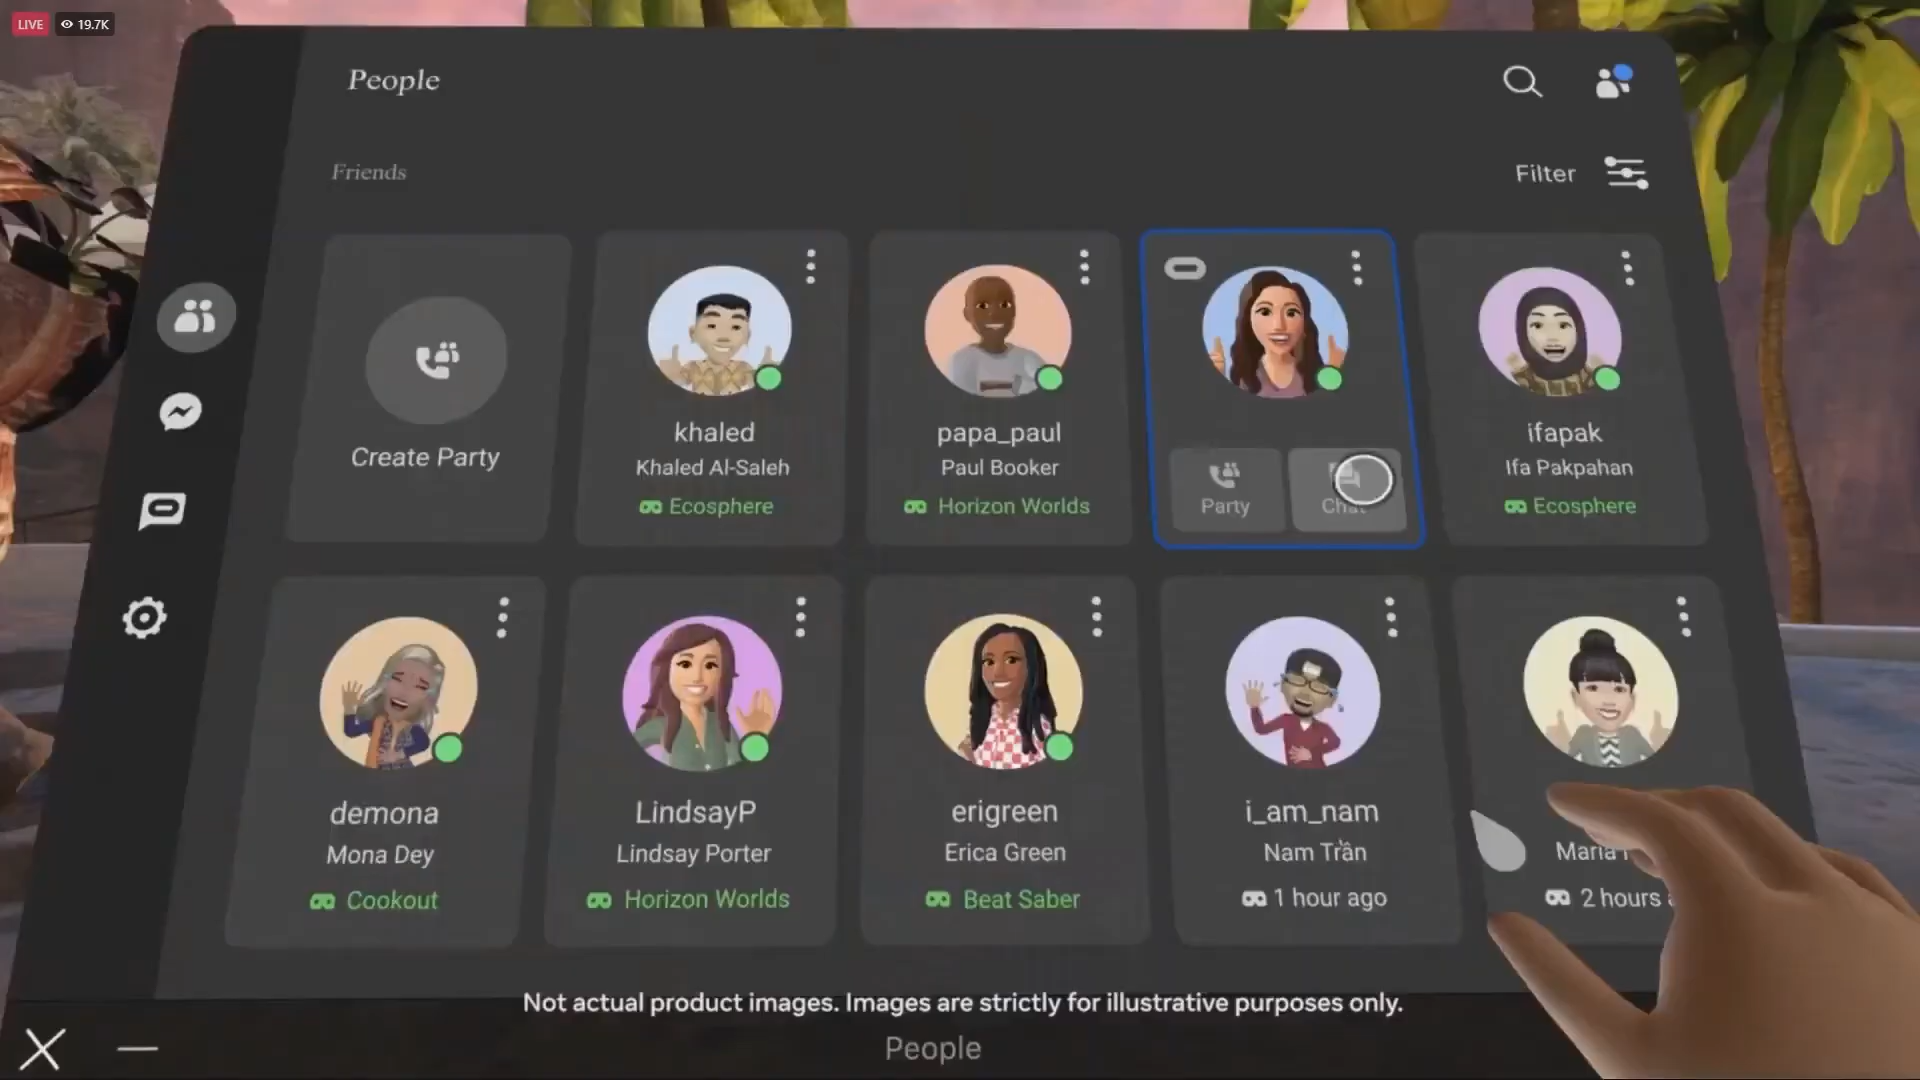 LIVE 19.7K
People
Friends
Filter
Create Party
khaled
Khaled Al-Saleh
Ecosphere
papa_paul
Paul Booker
Horizon Worlds
Party
Chat
ifapak
Ifa Pakpahan
Ecosphere
demona
Mona Dey
Cookout
LindsayP
Lindsay Porter
Horizon Worlds
erigreen
Erica Green
Beat Saber
i_am_nam
Nam Trần
1 hour ago
Maria
2 hours
Not actual product images. Images are strictly for illustrative purposes only.
People